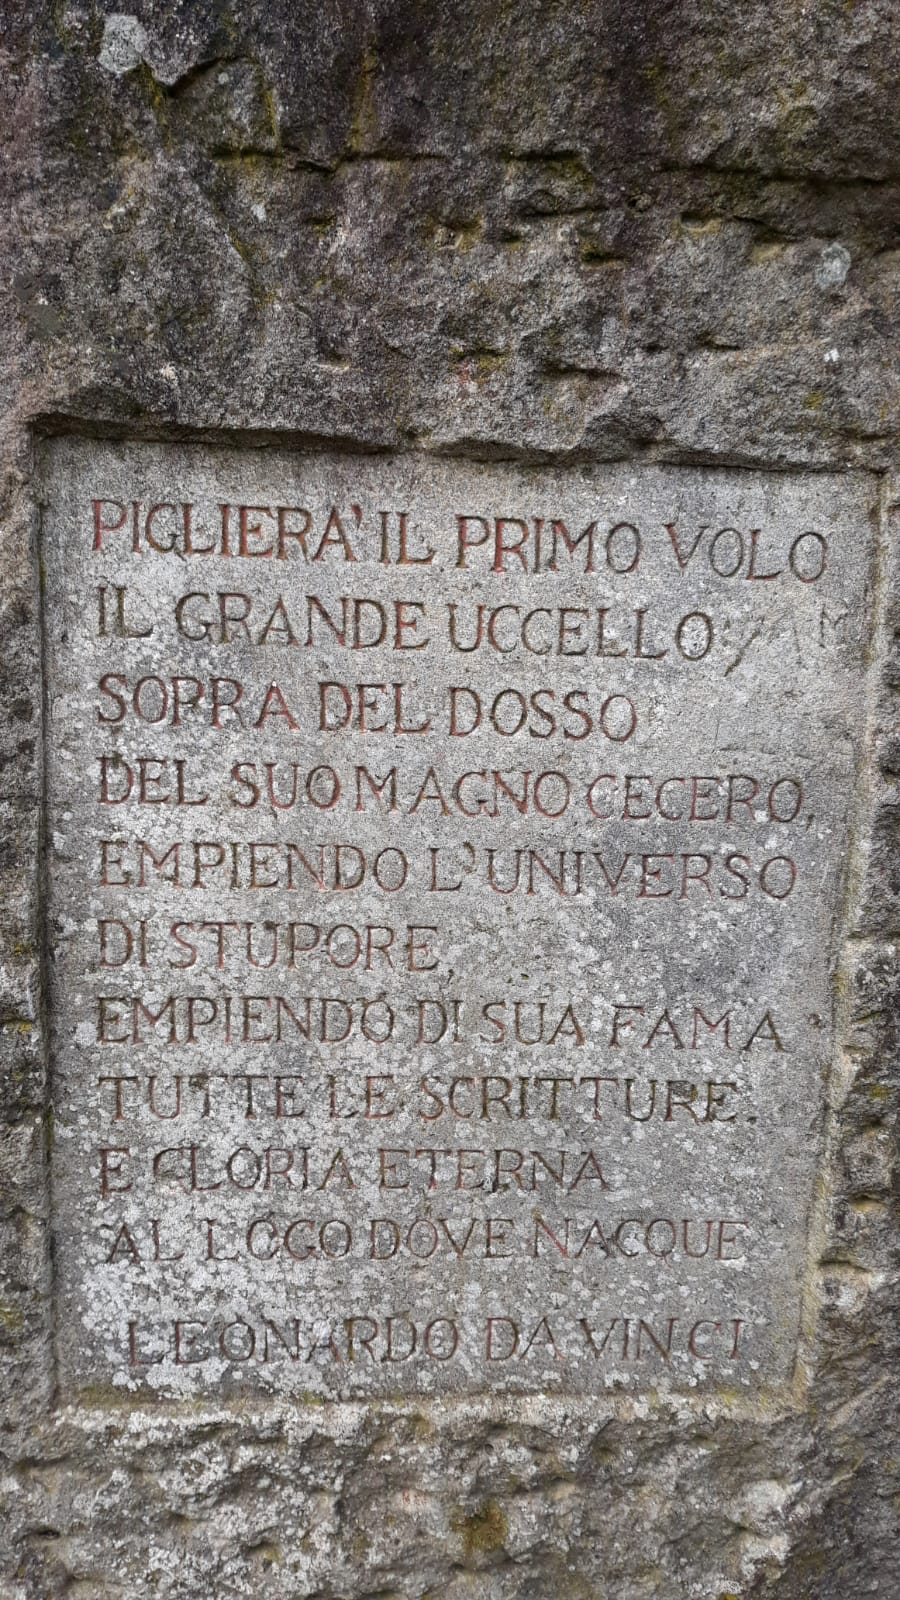 PIGLIERA' IL PRIMO VOLO
IL GRANDE UCCELLO
SOPRA DEL DOSSO
DEL SUO MAGNO CECERO,
EMPIENDO L'UNIVERSO
DI STUPORE,
EMPIENDO DI SUA FAMA
TUTTE LE SCRITTURE.
E GLORIA ETERNA
AL LOGO DOVE NACQUE
LEONARDO DA VINCI